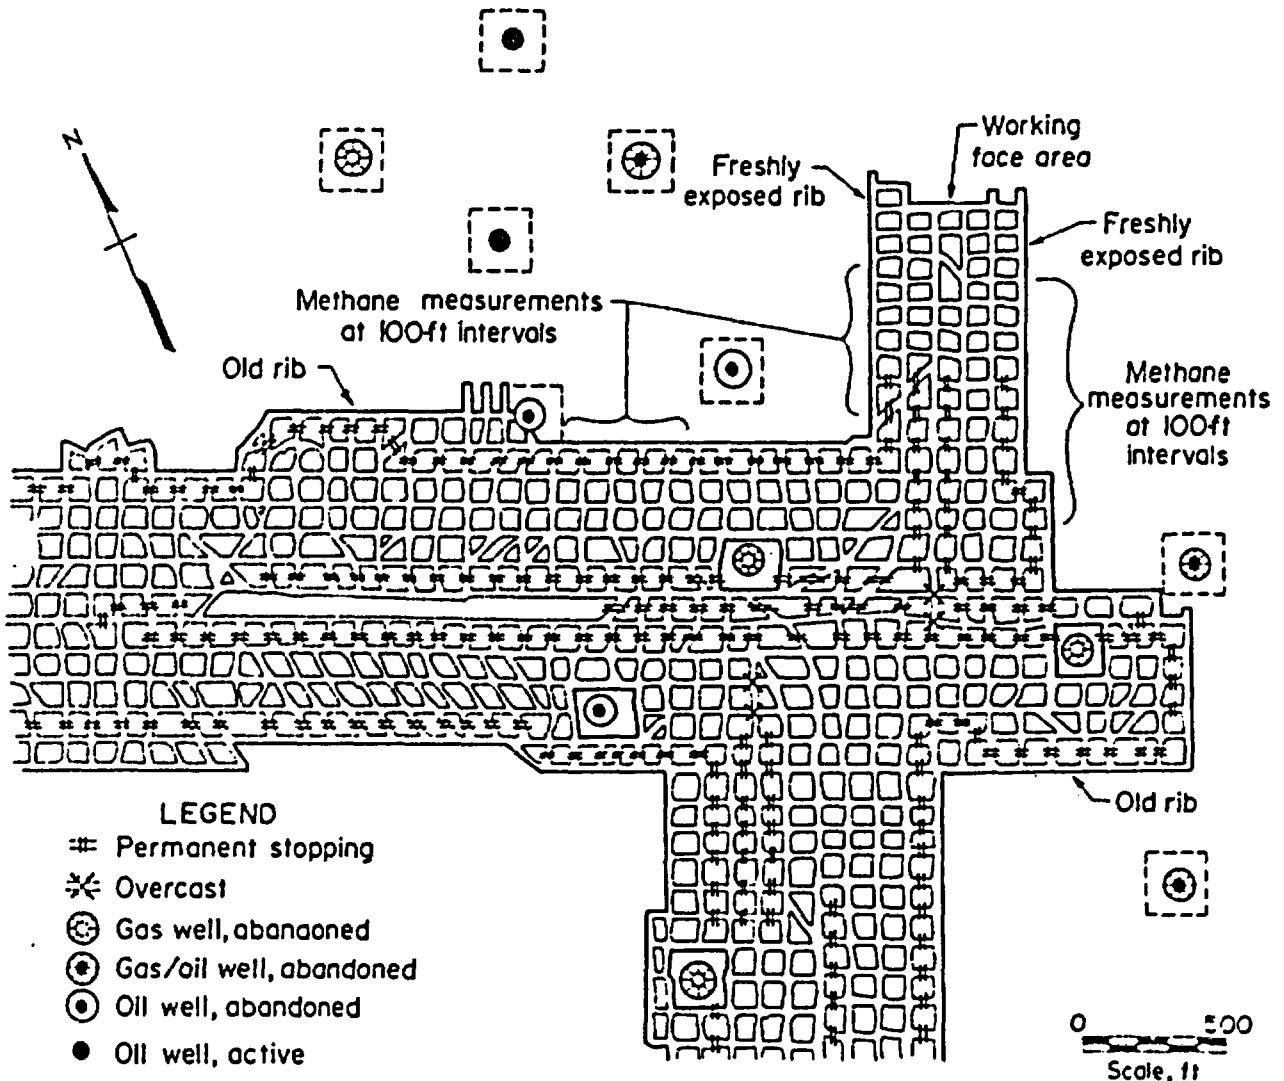 N
Working
face area
Freshly
exposed rib
Freshly
exposed rib
Methane measurements
at 100-ft intervals
Old rib
Methane
measurements
at 100-ft
intervals
Old rib
LEGEND
Permanent stopping
Overcast
Gas well, abanaoned
Gas/oil well, abandoned
Oil well, abandoned
Oil well, active
0 500
Scale, ft